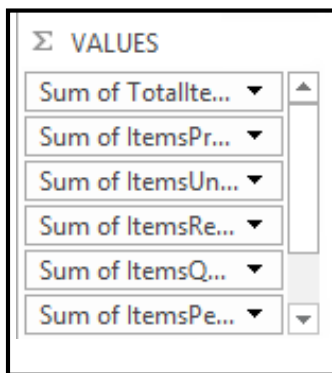 Σ VALUES
Sum of TotalIte...
Sum of ItemsPr...
Sum of ItemsUn...
Sum of ItemsRe...
Sum of ItemsQ...
Sum of ItemsPe...